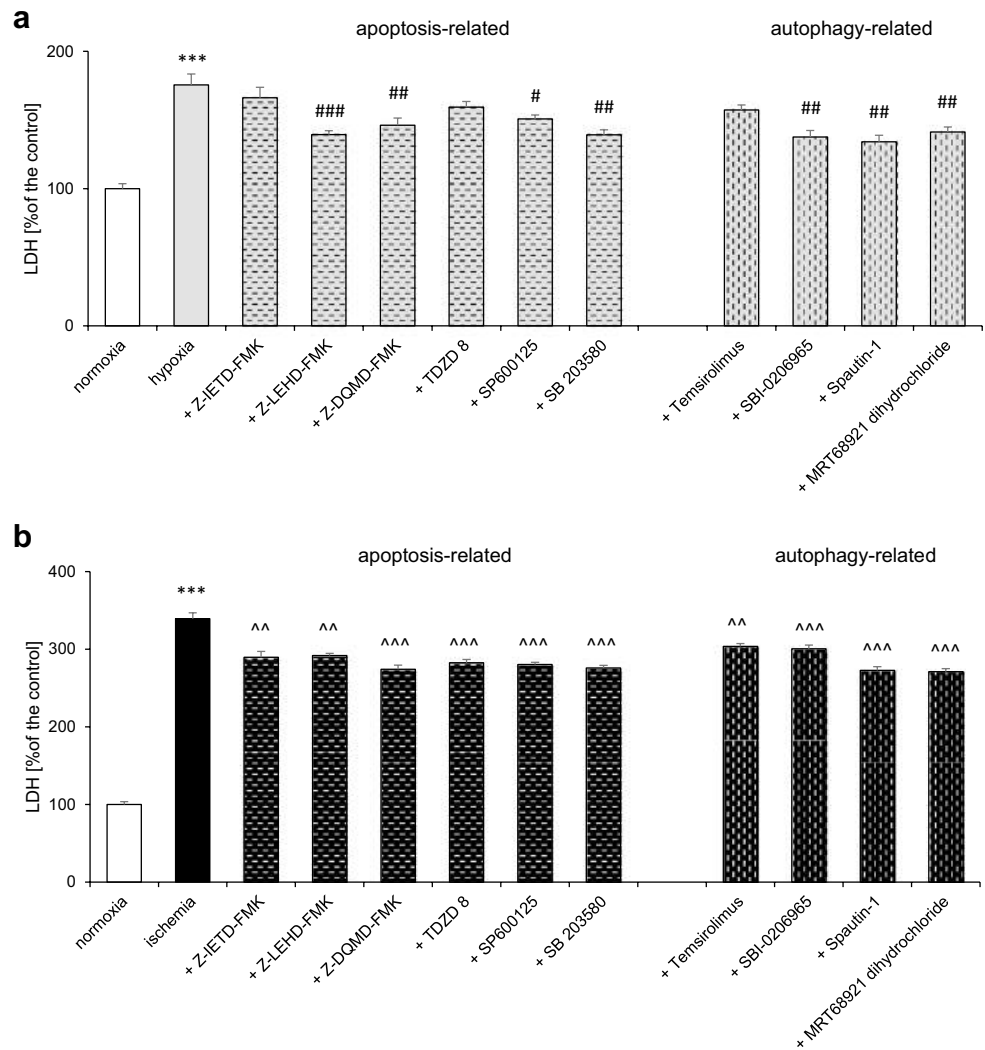 a
apoptosis-related
autophagy-related
LDH [%of the control]
200
100
0
***
###
##
#
##
##
##
##
normoxia
hypoxia
+ Z-IETD-FMK
+ Z-LEHD-FMK
+ Z-DQMD-FMK
+ TDZD 8
+ SP600125
+ SB 203580
+ Temsirolimus
+ SBI-0206965
+ Spautin-1
+ MRT68921 dihydrochloride
b
apoptosis-related
autophagy-related
LDH [%of the control]
400
300
200
100
0
***
^^
^^
^^^
^^^
^^^
^^^
^^
^^^
^^^
^^^
normoxia
ischemia
+ Z-IETD-FMK
+ Z-LEHD-FMK
+ Z-DQMD-FMK
+ TDZD 8
+ SP600125
+ SB 203580
+ Temsirolimus
+ SBI-0206965
+ Spautin-1
+ MRT68921 dihydrochloride